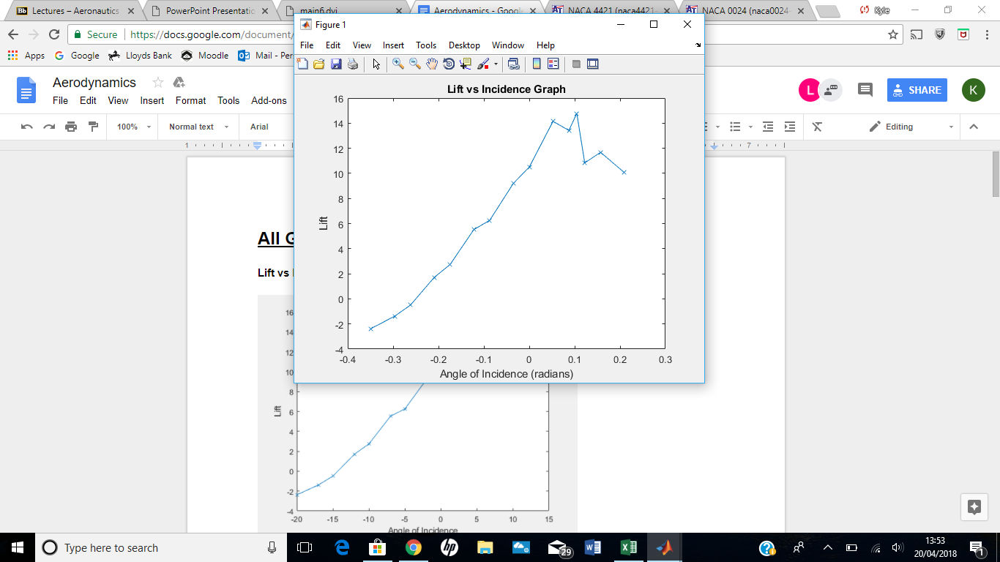 Lectures – Aeronautics
PowerPoint Presentatic
main6.dvi
Aerodynamics - Google
NACA 4421 (naca4421-
NACA 0024 (naca0024-
Kyle
Secure
https://docs.google.com/document/
Apps
Google
Lloyds Bank
Moodle
Mail - Per
Aerodynamics
File Edit View Insert Format Tools Add-ons
L
SHARE
K
100% Normal text Arial
Editing
1
7
Figure 1
File Edit View Insert Tools Desktop Window Help
Lift vs Incidence Graph
16
14
12
10
8
6
4
2
0
-2
-4
Lift
-0.4 -0.3 -0.2 -0.1 0 0.1 0.2 0.3
Angle of Incidence (radians)
All G
Lift vs
16
14
12
10
8
6
4
2
0
-2
-4
Lift
-20 -15 -10 -5 0 5 10 15
Angle of Incidence
Type here to search
29
13:53
20/04/2018
1